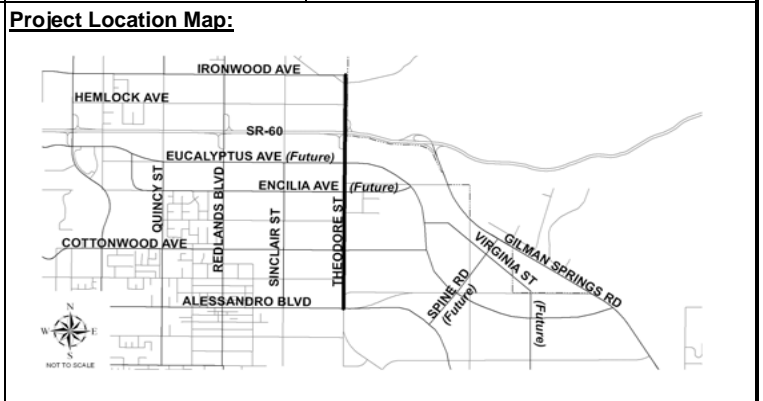 Project Location Map:
IRONWOOD AVE
HEMLOCK AVE
SR-60
EUCALYPTUS AVE (Future)
ENCILIA AVE (Future)
QUINCY ST
REDLANDS BLVD
SINCLAIR ST
THEODORE ST
COTTONWOOD AVE
GILMAN SPRINGS RD
VIRGINIA ST
(Future)
SPINE RD
(Future)
ALESSANDRO BLVD
N
W E
S
NOT TO SCALE